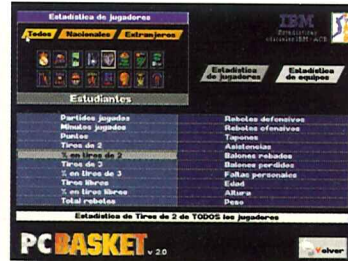 Estadística de jugadores
Todos Nacionales Extranjeros
IBM
Estadísticas
oficiales IBM - ACB
Estadística
de jugadores
Estadística
de equipos
Estudiantes
Partidos jugados
Minutos jugados
Puntos
Tiros de 2
% en tiros de 2
Tiros de 3
% en tiros de 3
Tiros libres
% en tiros libres
Total rebotes
Rebotes defensivos
Rebotes ofensivos
Tapones
Asistencias
Balones robados
Balones perdidos
Faltas personales
Edad
Altura
Peso
Estadística de Tiros de 2 de TODOS los jugadores
PC BASKET v 2.0
Volver